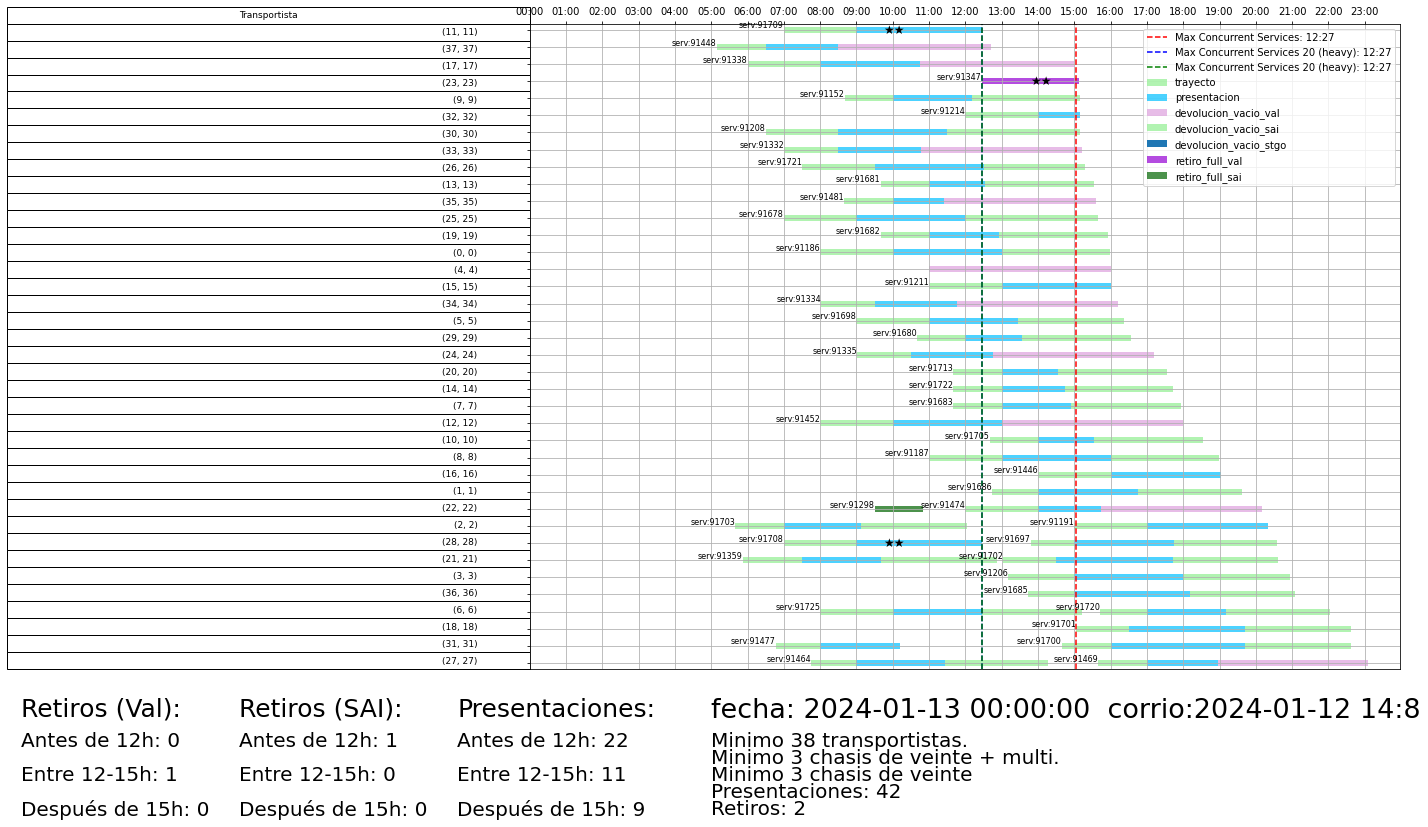 Transportista
00:00 01:00 02:00 03:00 04:00 05:00 06:00 07:00 08:00 09:00 10:00 11:00 12:00 13:00 14:00 15:00 16:00 17:00 18:00 19:00 20:00 21:00 22:00 23:00
(11, 11) serv:91709
(37, 37) serv:91448
(17, 17) serv:91338
(23, 23) serv:91347
(9, 9) serv:91152
(32, 32) serv:91214
(30, 30) serv:91208
(33, 33) serv:91332
(26, 26) serv:91721
(13, 13) serv:91681
(35, 35) serv:91481
(25, 25) serv:91678
(19, 19) serv:91682
(0, 0) serv:91186
(4, 4)
(15, 15) serv:91211
(34, 34) serv:91334
(5, 5) serv:91698
(29, 29) serv:91680
(24, 24) serv:91335
(20, 20) serv:91713
(14, 14) serv:91722
(7, 7) serv:91683
(12, 12) serv:91452
(10, 10) serv:91705
(8, 8) serv:91187
(16, 16) serv:91446
(1, 1) serv:91686
(22, 22) serv:91298 serv:91474
(2, 2) serv:91703 serv:91191
(28, 28) serv:91708 serv:91697
(21, 21) serv:91359 serv:91702
(3, 3) serv:91206
(36, 36) serv:91685
(6, 6) serv:91725 serv:91720
(18, 18) serv:91701
(31, 31) serv:91477 serv:91700
(27, 27) serv:91464 serv:91469
Max Concurrent Services: 12:27
Max Concurrent Services 20 (heavy): 12:27
Max Concurrent Services 20 (heavy): 12:27
trayecto
presentacion
devolucion_vacio_val
devolucion_vacio_sai
devolucion_vacio_stgo
retiro_full_val
retiro_full_sai
Retiros (Val):
Antes de 12h: 0
Entre 12-15h: 1
Después de 15h: 0
Retiros (SAI):
Antes de 12h: 1
Entre 12-15h: 0
Después de 15h: 0
Presentaciones:
Antes de 12h: 22
Entre 12-15h: 11
Después de 15h: 9
fecha: 2024-01-13 00:00:00 corrio:2024-01-12 14:8
Minimo 38 transportistas.
Minimo 3 chasis de veinte + multi.
Minimo 3 chasis de veinte
Presentaciones: 42
Retiros: 2